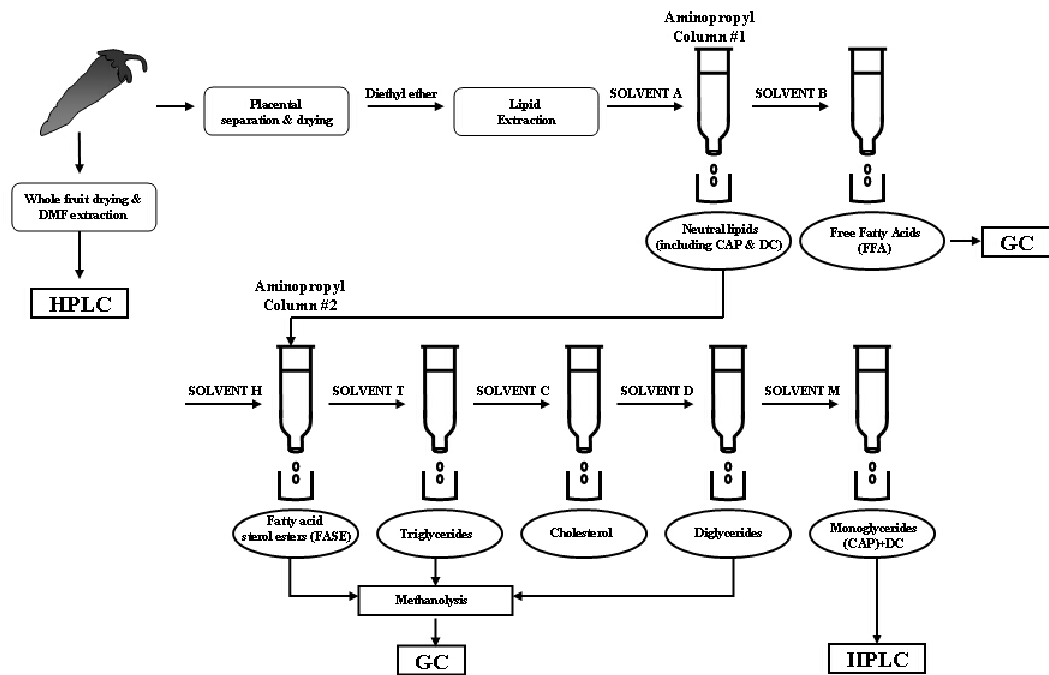 Aminopropyl
Column #1
Placental
separation & drying
Diethyl ether
Lipid
Extraction
SOLVENT A
SOLVENT B
Whole fruit drying &
DMF extraction
Neutral lipids
(including CAP & DC)
Free Fatty Acids
(FFA)
GC
HPLC
Aminopropyl
Column #2
SOLVENT H
SOLVENT T
SOLVENT C
SOLVENT D
SOLVENT M
Fatty acid
sterol esters (FASE)
Triglycerides
Cholesterol
Diglycerides
Monoglycerides
(CAP)+DC
Methanolysis
GC
HPLC